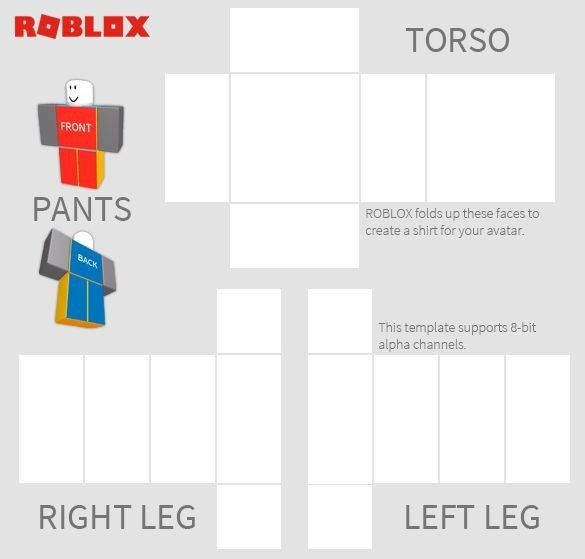 ROBLOX
TORSO
FRONT
PANTS
ROBLOX folds up these faces to
create a shirt for your avatar.
BACK
This template supports 8-bit
alpha channels.
RIGHT LEG
LEFT LEG